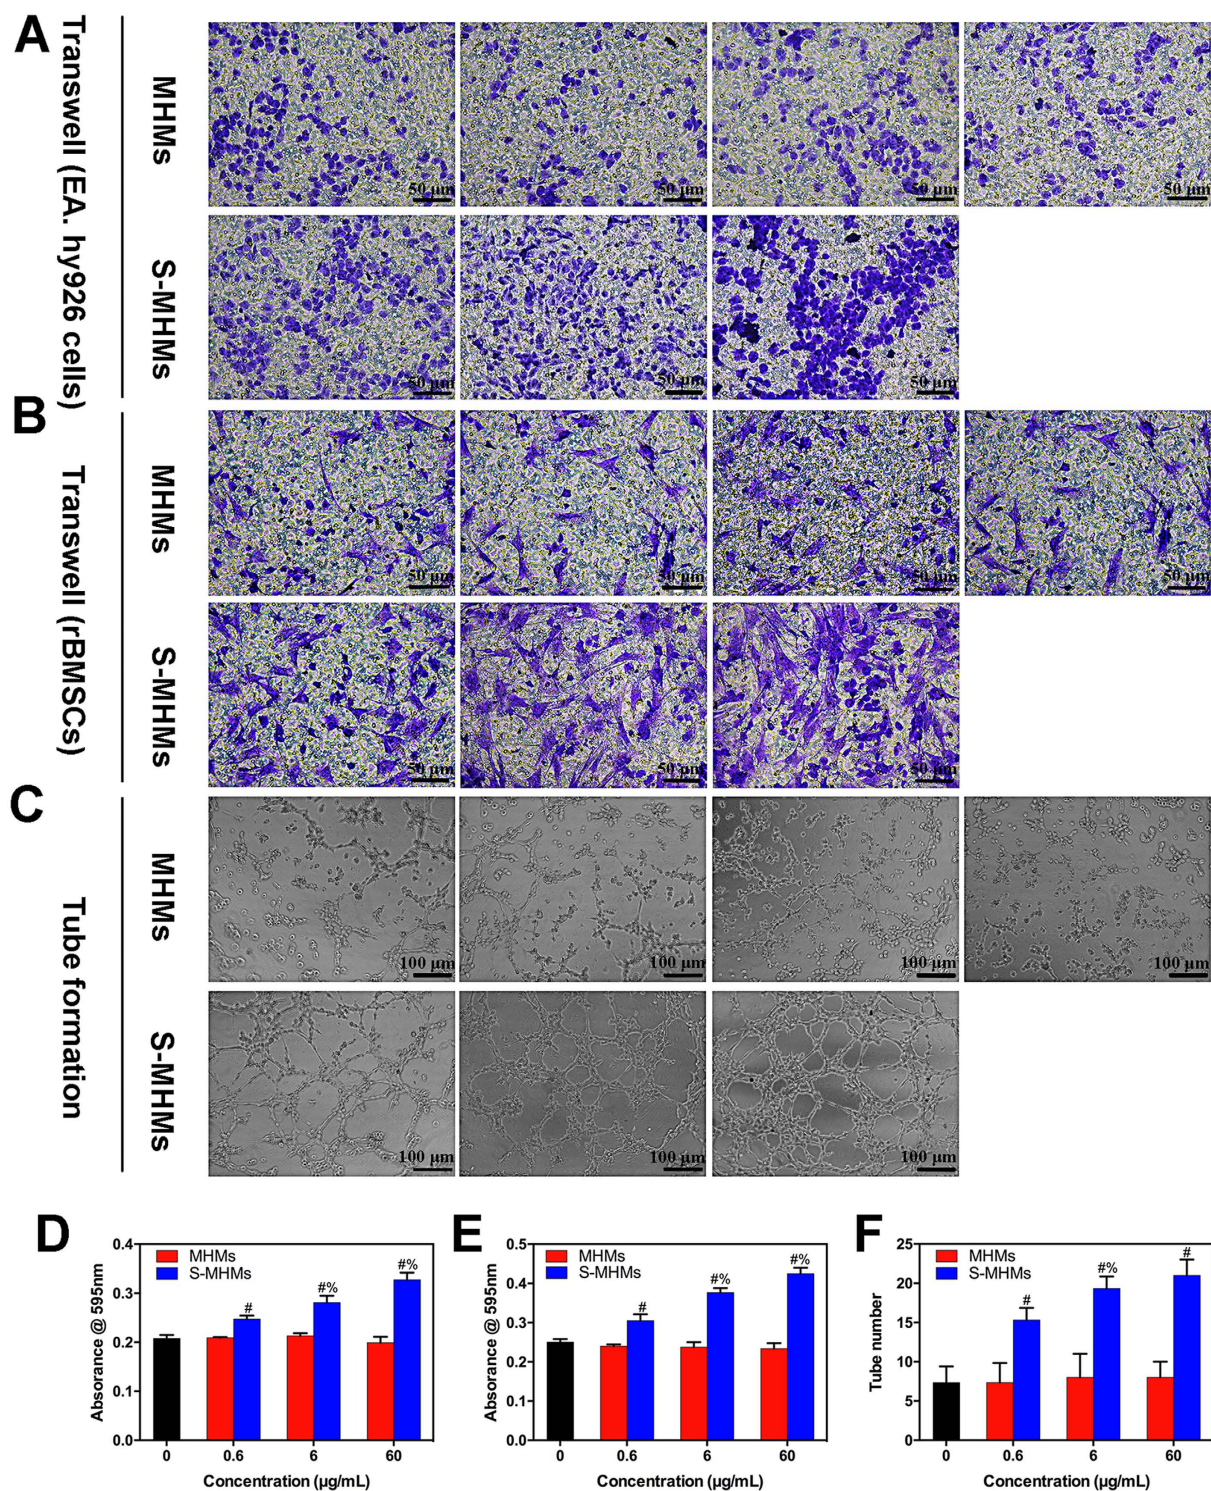 A
Transwell (EA. hy926 cells)
MHMs
50 μm
50 μm
50 μm
50 μm
S-MHMs
50 μm
50 μm
50 μm
B
Transwell (rBMSCs)
MHMs
50 μm
50 μm
50 μm
50 μm
S-MHMs
50 μm
50 μm
50 μm
C
Tube formation
MHMs
100 μm
100 μm
100 μm
100 μm
S-MHMs
100 μm
100 μm
100 μm
D
Absorance @ 595nm
0.4
0.3
0.2
0.1
0.0
MHMs
S-MHMs
#
#%
#%
0
0.6
6
60
Concentration (μg/mL)
E
Absorance @ 595nm
0.5
0.4
0.3
0.2
0.1
0.0
MHMs
S-MHMs
#
#%
#%
0
0.6
6
60
Concentration (μg/mL)
F
Tube number
25
20
15
10
5
0
MHMs
S-MHMs
#
#%
#
0
0.6
6
60
Concentration (μg/mL)